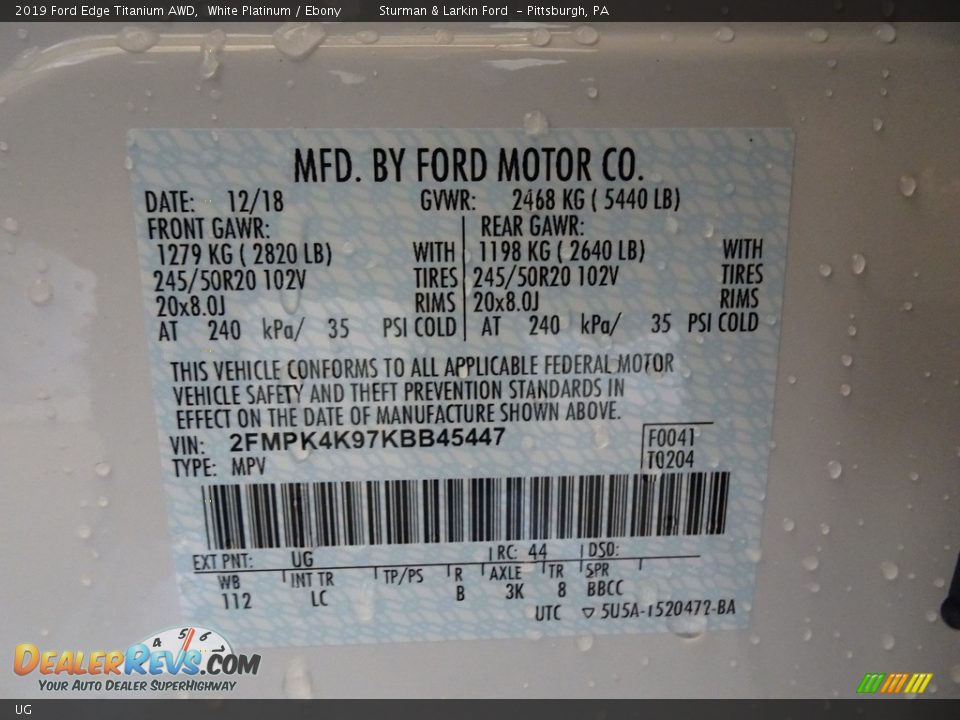 2019 Ford Edge Titanium AWD, White Platinum / Ebony Sturman & Larkin Ford - Pittsburgh, PA
MFD. BY FORD MOTOR CO.
DATE: 12/18 GVWR: 2468 KG ( 5440 LB)
FRONT GAWR: REAR GAWR:
1279 KG ( 2820 LB) WITH 1198 KG ( 2640 LB) WITH
245/50R20 102V TIRES 245/50R20 102V TIRES
20x8.0J RIMS 20x8.0J RIMS
AT 240 kPa/ 35 PSI COLD AT 240 kPa/ 35 PSI COLD
THIS VEHICLE CONFORMS TO ALL APPLICABLE FEDERAL MOTOR
VEHICLE SAFETY AND THEFT PREVENTION STANDARDS IN
EFFECT ON THE DATE OF MANUFACTURE SHOWN ABOVE.
VIN: 2FMPK4K97KBB45447 F0041
TYPE: MPV T0204
EXT PNT: UG RC: 44 DSO:
WB INT TR TP/PS R AXLE TR SPR
112 LC B 3K 8 BBCC
UTC ▽ 5U5A-1520472-BA
4 5 6
DEALERREVS.COM
YOUR AUTO DEALER SUPERHIGHWAY
UG